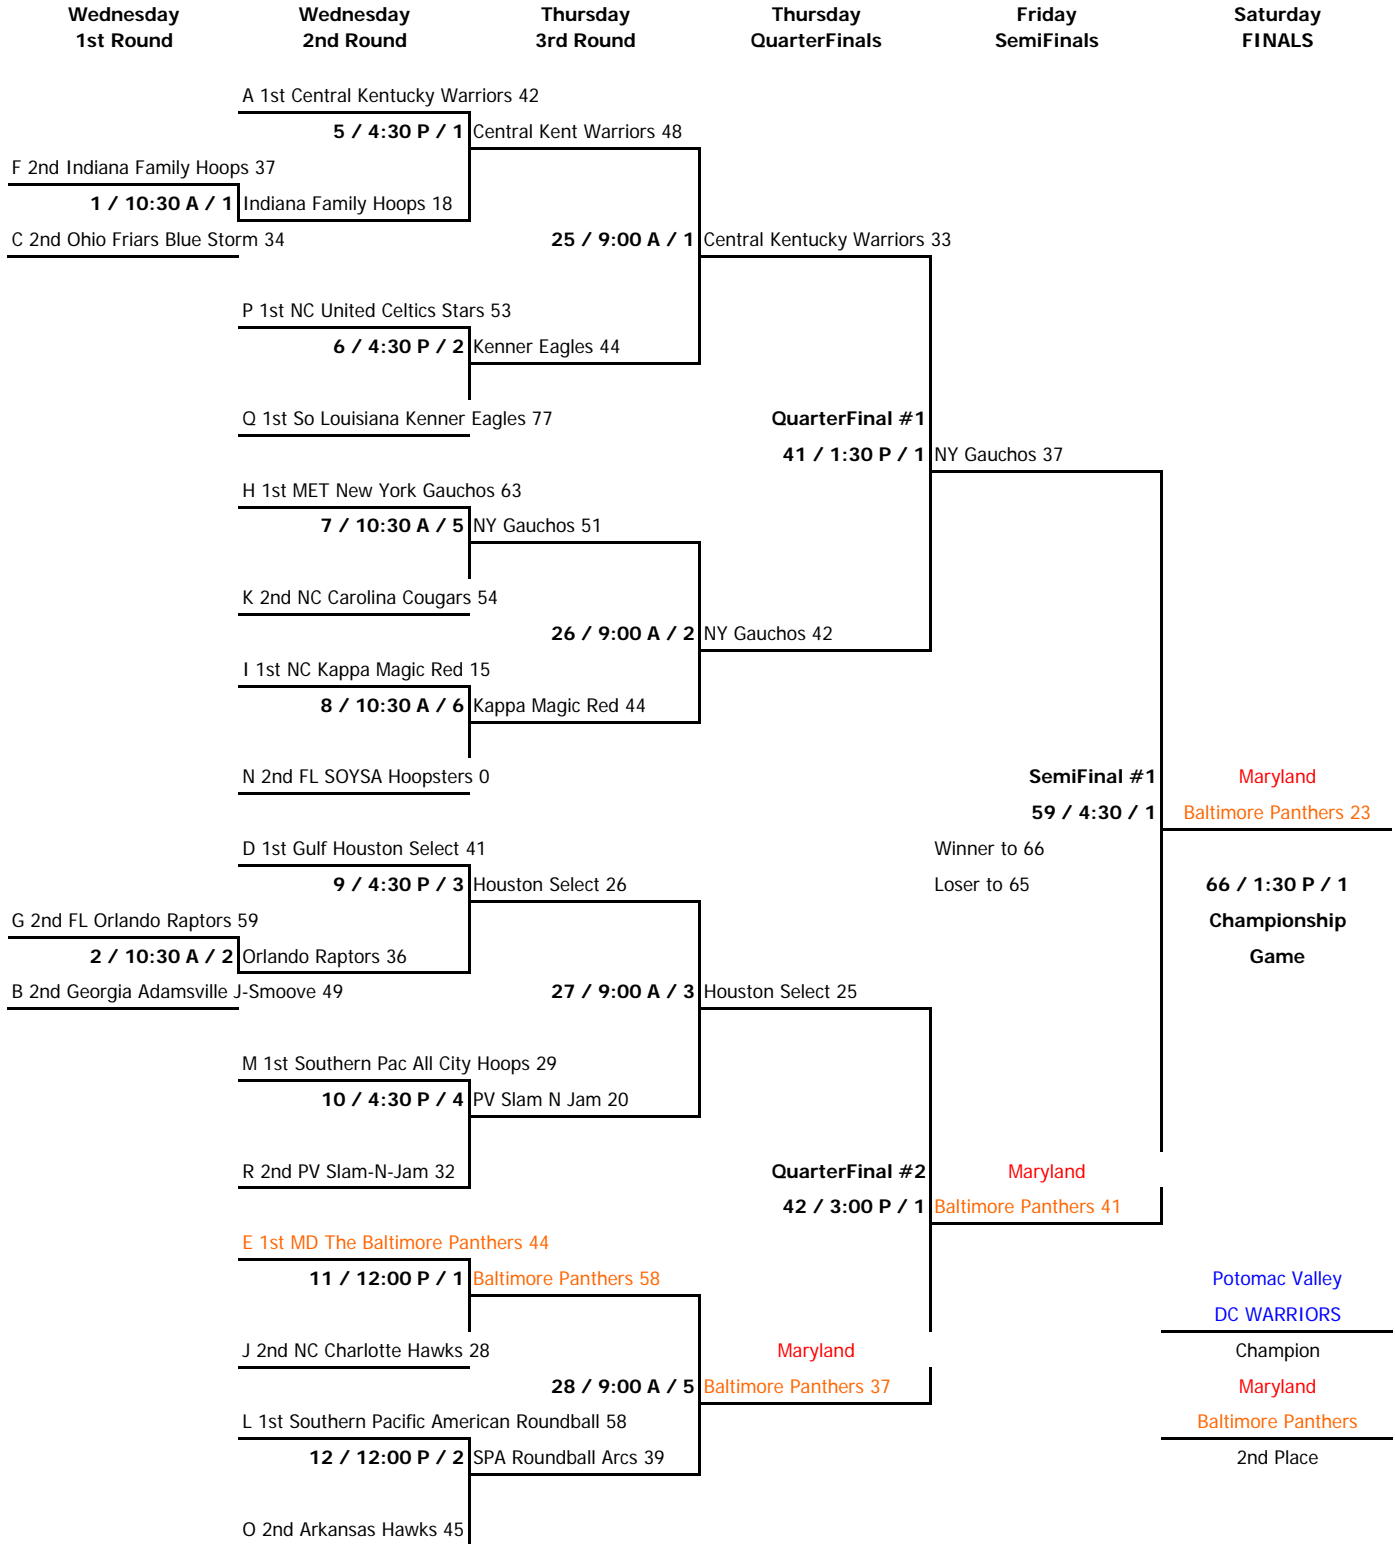 Wednesday Wednesday Thursday Thursday Friday Saturday
1st Round 2nd Round 3rd Round QuarterFinals SemiFinals FINALS
A 1st Central Kentucky Warriors 42
5 / 4:30 P / 1 Central Kent Warriors 48
F 2nd Indiana Family Hoops 37
1 / 10:30 A / 1 Indiana Family Hoops 18
C 2nd Ohio Friars Blue Storm 34 25 / 9:00 A / 1 Central Kentucky Warriors 33
P 1st NC United Celtics Stars 53
6 / 4:30 P / 2 Kenner Eagles 44
Q 1st So Louisiana Kenner Eagles 77 QuarterFinal #1
41 / 1:30 P / 1 NY Gauchos 37
H 1st MET New York Gauchos 63
7 / 10:30 A / 5 NY Gauchos 51
K 2nd NC Carolina Cougars 54
26 / 9:00 A / 2 NY Gauchos 42
I 1st NC Kappa Magic Red 15
8 / 10:30 A / 6 Kappa Magic Red 44
N 2nd FL SOYSA Hoopsters 0 SemiFinal #1 Maryland
59 / 4:30 / 1 Baltimore Panthers 23
D 1st Gulf Houston Select 41 Winner to 66
9 / 4:30 P / 3 Houston Select 26 Loser to 65 66 / 1:30 P / 1
G 2nd FL Orlando Raptors 59 Championship
2 / 10:30 A / 2 Orlando Raptors 36 Game
B 2nd Georgia Adamsville J-Smoove 49 27 / 9:00 A / 3 Houston Select 25
M 1st Southern Pac All City Hoops 29
10 / 4:30 P / 4 PV Slam N Jam 20
R 2nd PV Slam-N-Jam 32 QuarterFinal #2 Maryland
42 / 3:00 P / 1 Baltimore Panthers 41
E 1st MD The Baltimore Panthers 44
11 / 12:00 P / 1 Baltimore Panthers 58 Potomac Valley
DC WARRIORS
J 2nd NC Charlotte Hawks 28 Maryland Champion
28 / 9:00 A / 5 Baltimore Panthers 37 Maryland
L 1st Southern Pacific American Roundball 58 Baltimore Panthers
12 / 12:00 P / 2 SPA Roundball Arcs 39 2nd Place
O 2nd Arkansas Hawks 45